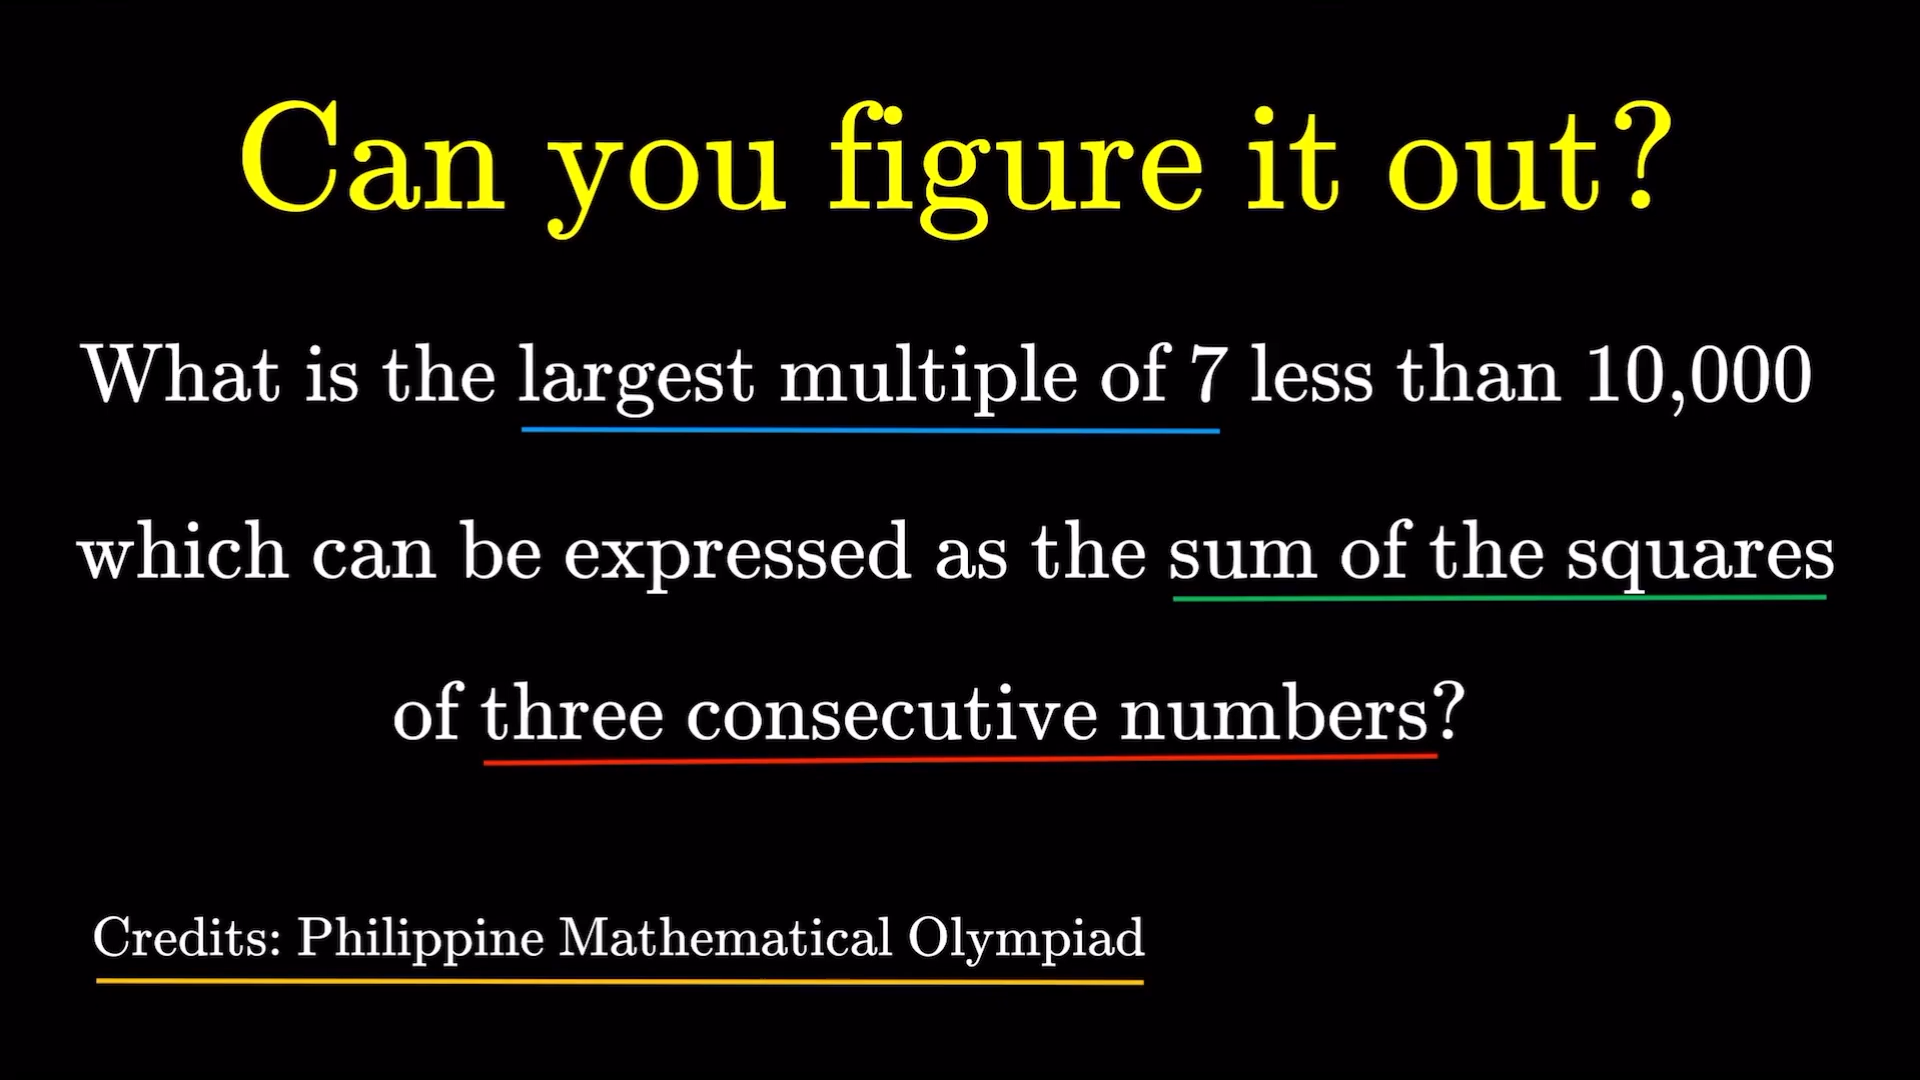 Can you figure it out?
What is the largest multiple of 7 less than 10,000
which can be expressed as the sum of the squares
of three consecutive numbers?
Credits: Philippine Mathematical Olympiad